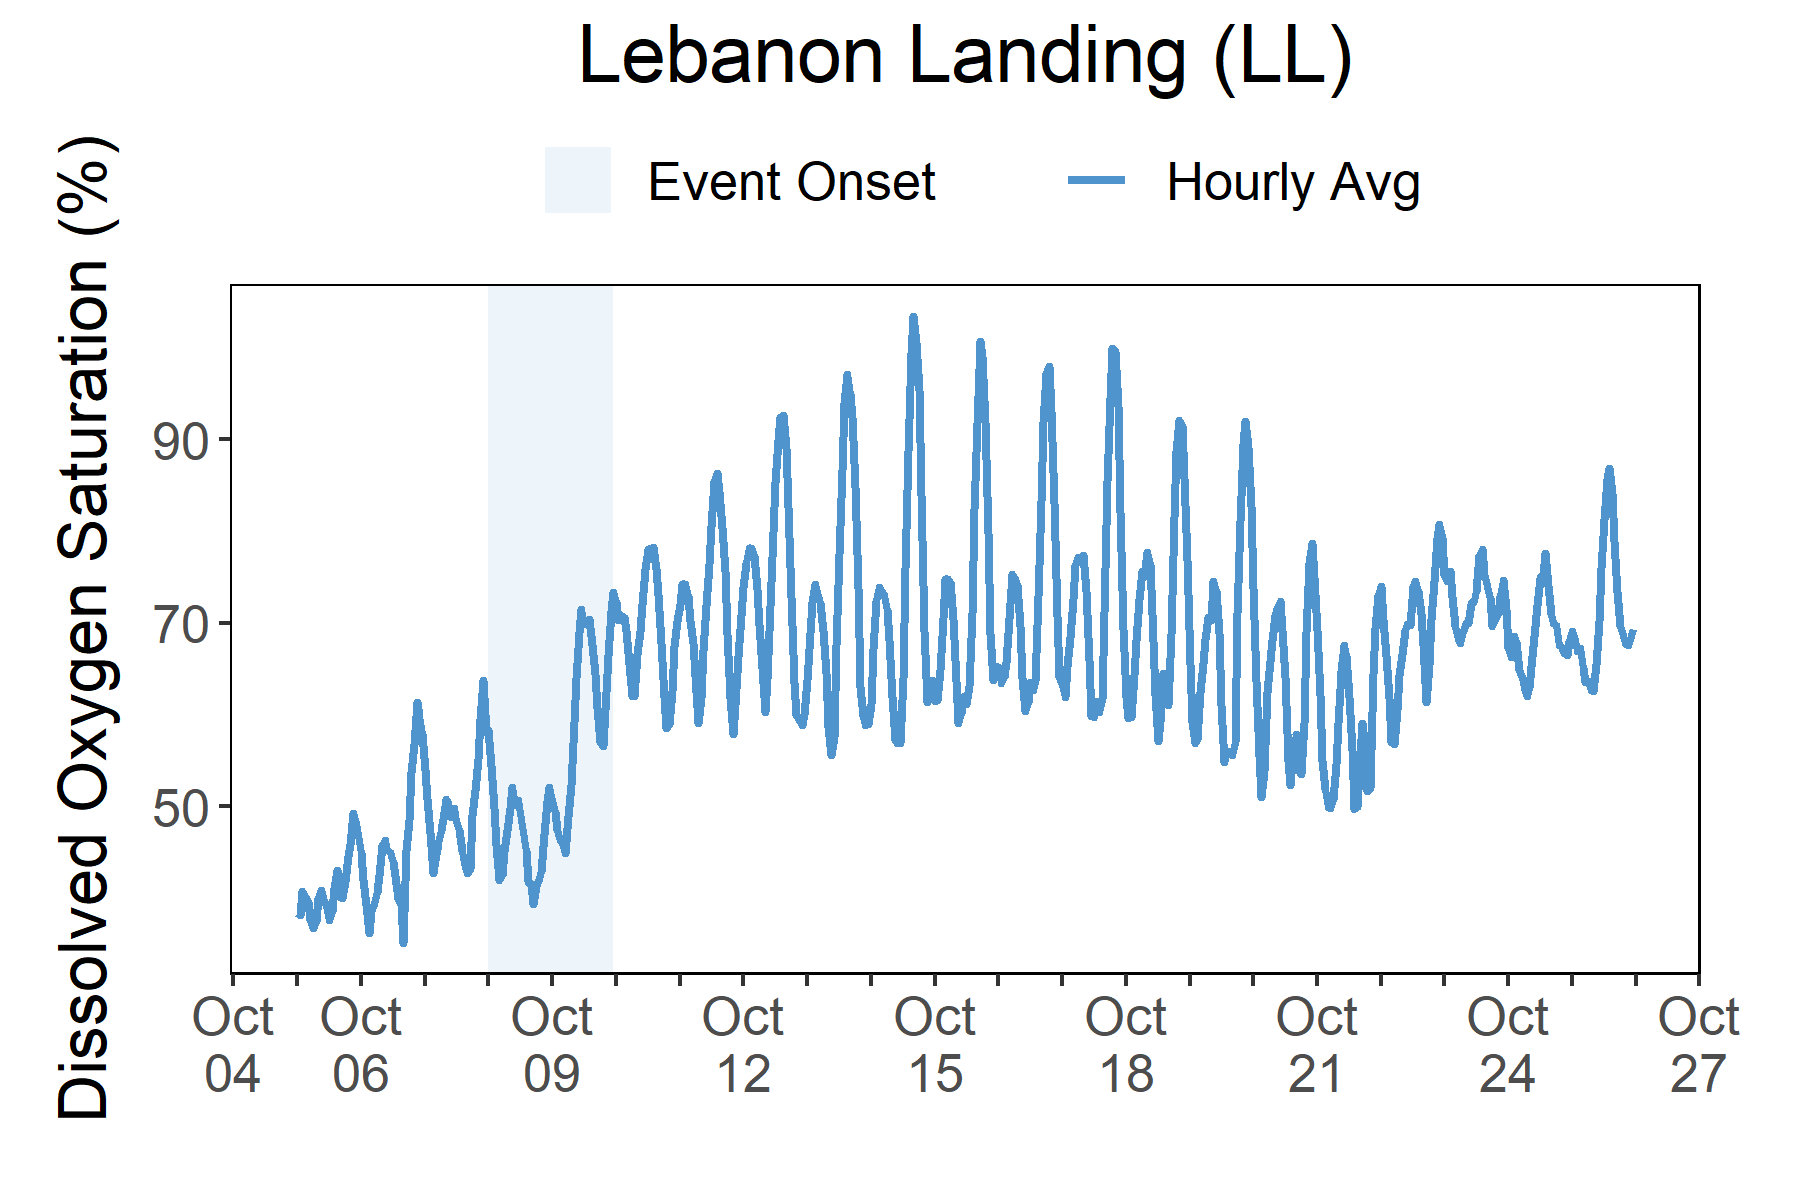 Lebanon Landing (LL)
Event Onset
Hourly Avg
Dissolved Oxygen Saturation (%)
90
70
50
Oct 04
Oct 06
Oct 09
Oct 12
Oct 15
Oct 18
Oct 21
Oct 24
Oct 27